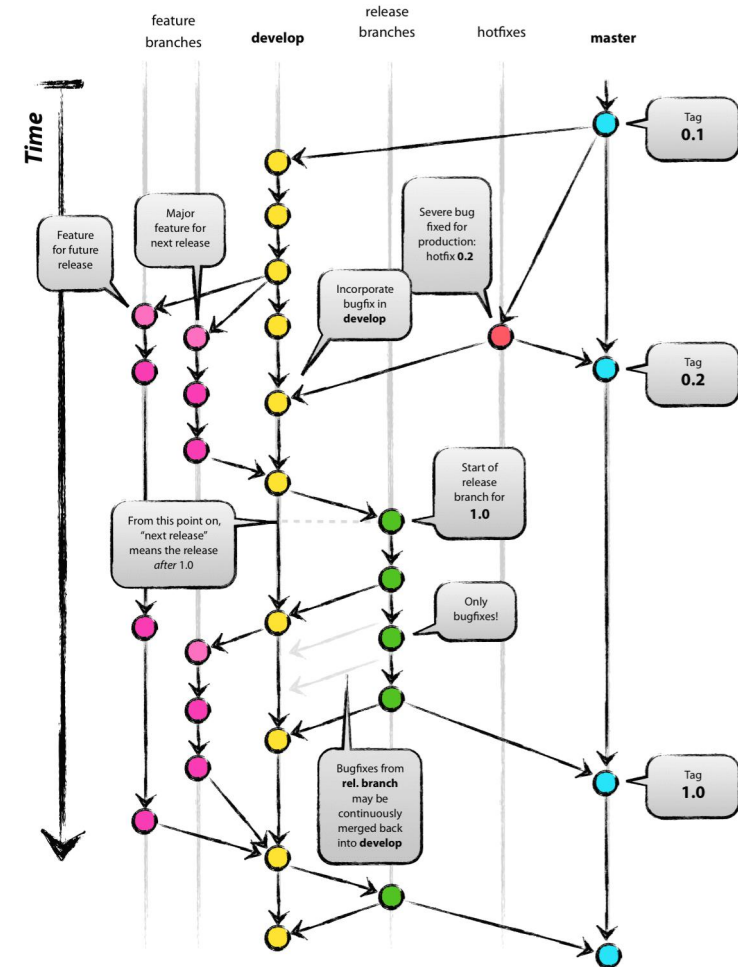 feature
branches
develop
release
branches
hotfixes
master
Time
Tag
0.1
Major
feature for
next release
Feature
for future
release
Severe bug
fixed for
production:
hotfix 0.2
Incorporate
bugfix in
develop
Tag
0.2
Start of
release
branch for
1.0
From this point on,
“next release”
means the release
after 1.0
Only
bugfixes!
Bugfixes from
rel. branch
may be
continuously
merged back
into develop
Tag
1.0